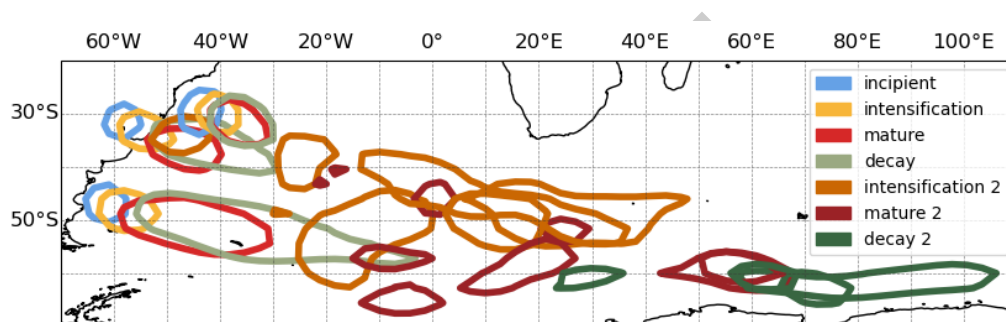 60°W 40°W 20°W 0° 20°E 40°E 60°E 80°E 100°E
30°S
50°S
incipient
intensification
mature
decay
intensification 2
mature 2
decay 2